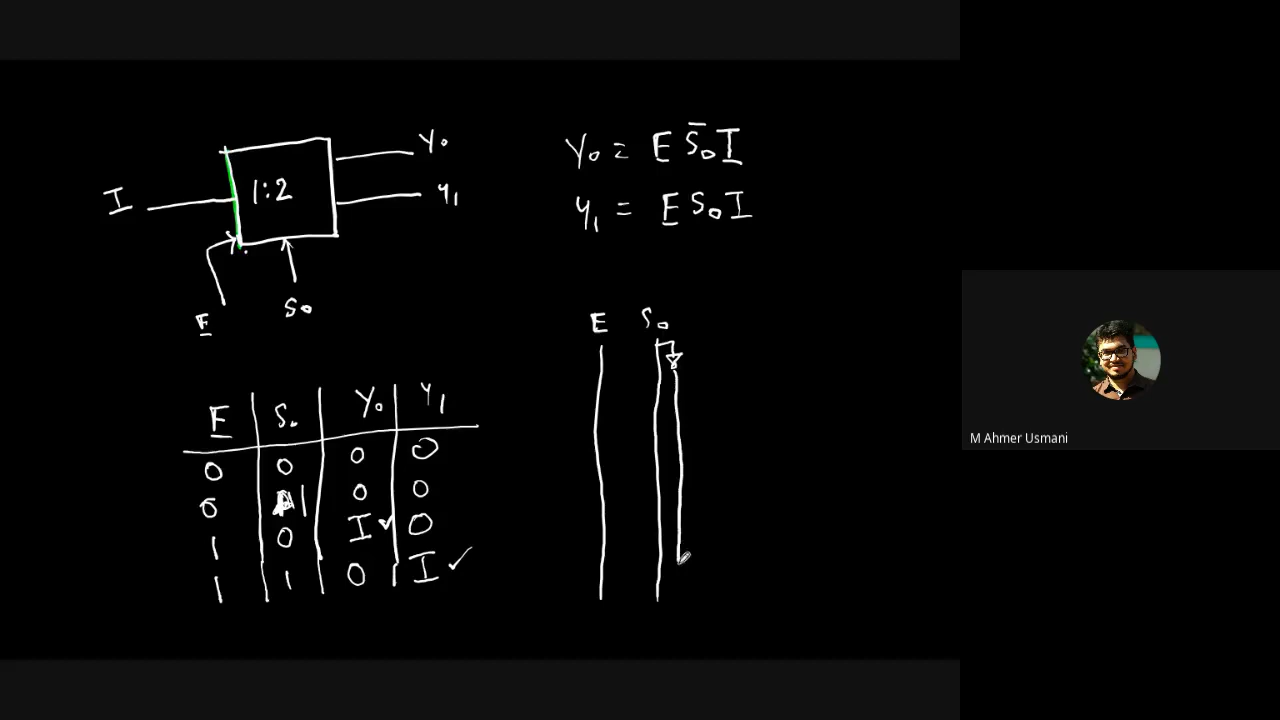 Y₀
I
1:2
Y₁
E
S₀
Y₀ = E S̄₀ I
Y₁ = E S₀ I
E S₀
E S₀ Y₀ Y₁
0 0 0 0
0 1 0 0
1 0 I ✓ 0
1 1 0 I ✓
M Ahmer Usmani